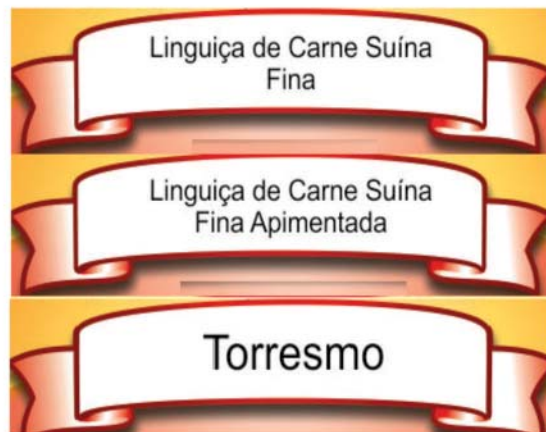 Linguiça de Carne Suína
Fina
Linguiça de Carne Suína
Fina Apimentada
Torresmo